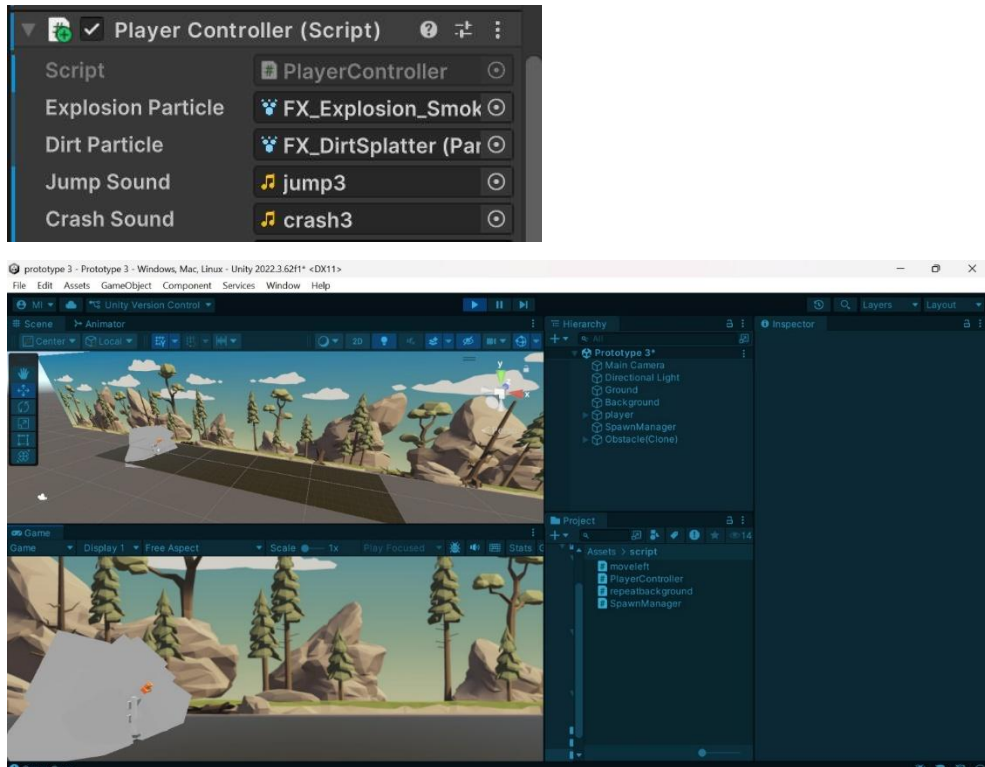 Player Controller (Script)
Script PlayerController
Explosion Particle FX_Explosion_Smok
Dirt Particle FX_DirtSplatter (Par
Jump Sound jump3
Crash Sound crash3
prototype 3 - Prototype 3 - Windows, Mac, Linux - Unity 2022.3.62f1* <DX11>
File Edit Assets GameObject Component Services Window Help
MI Unity Version Control Layers Layout
Scene Animator Hierarchy Inspector
Center Local 2D All
Prototype 3*
Main Camera
Directional Light
Ground
Background
player
SpawnManager
Obstacle(Clone)
y
x
Project
14
Game
Game Display 1 Free Aspect Scale 1x Play Focused Stats G
Assets > script
moveleft
PlayerController
repeatbackground
SpawnManager